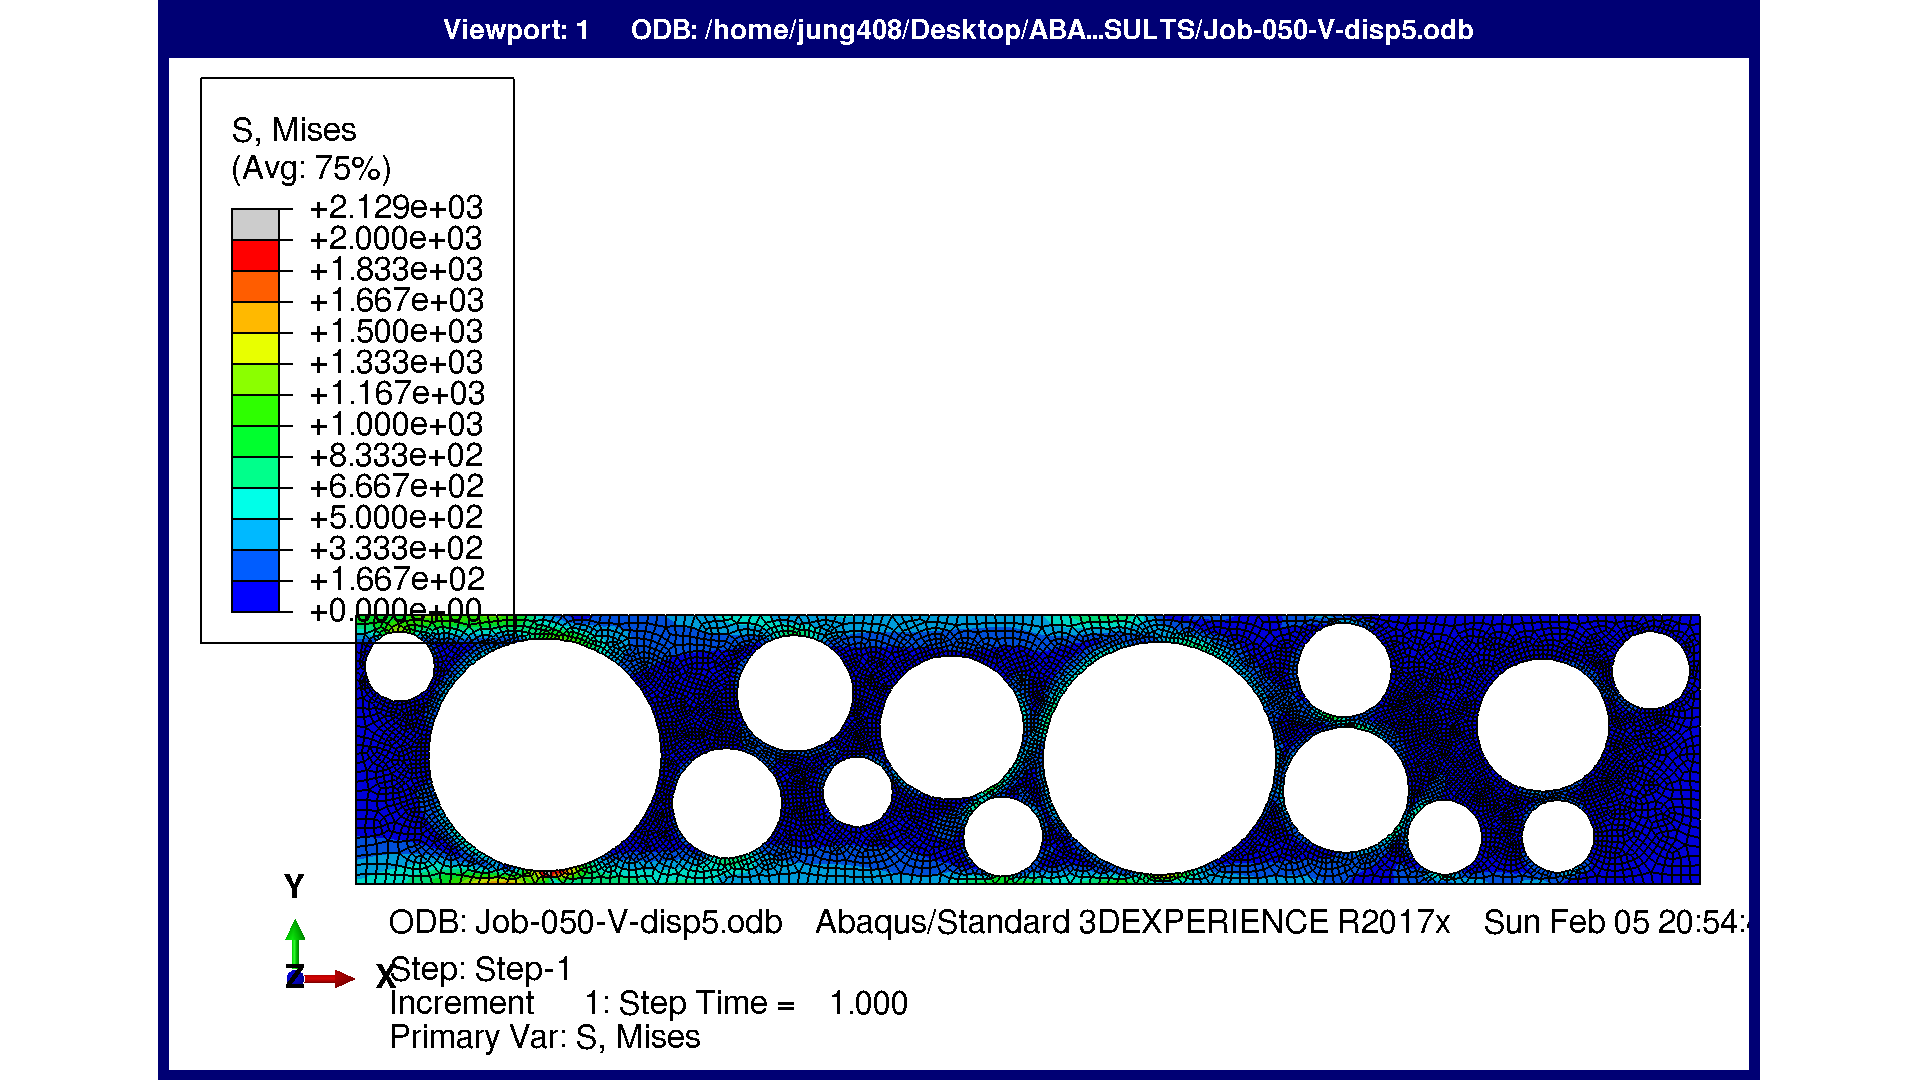 Viewport: 1 ODB: /home/jung408/Desktop/ABA...SULTS/Job-050-V-disp5.odb
S, Mises
(Avg: 75%)
+2.129e+03
+2.000e+03
+1.833e+03
+1.667e+03
+1.500e+03
+1.333e+03
+1.167e+03
+1.000e+03
+8.333e+02
+6.667e+02
+5.000e+02
+3.333e+02
+1.667e+02
+0.000e+00
Y
Z
X
ODB: Job-050-V-disp5.odb Abaqus/Standard 3DEXPERIENCE R2017x Sun Feb 05 20:54:
Step: Step-1
Increment 1: Step Time = 1.000
Primary Var: S, Mises